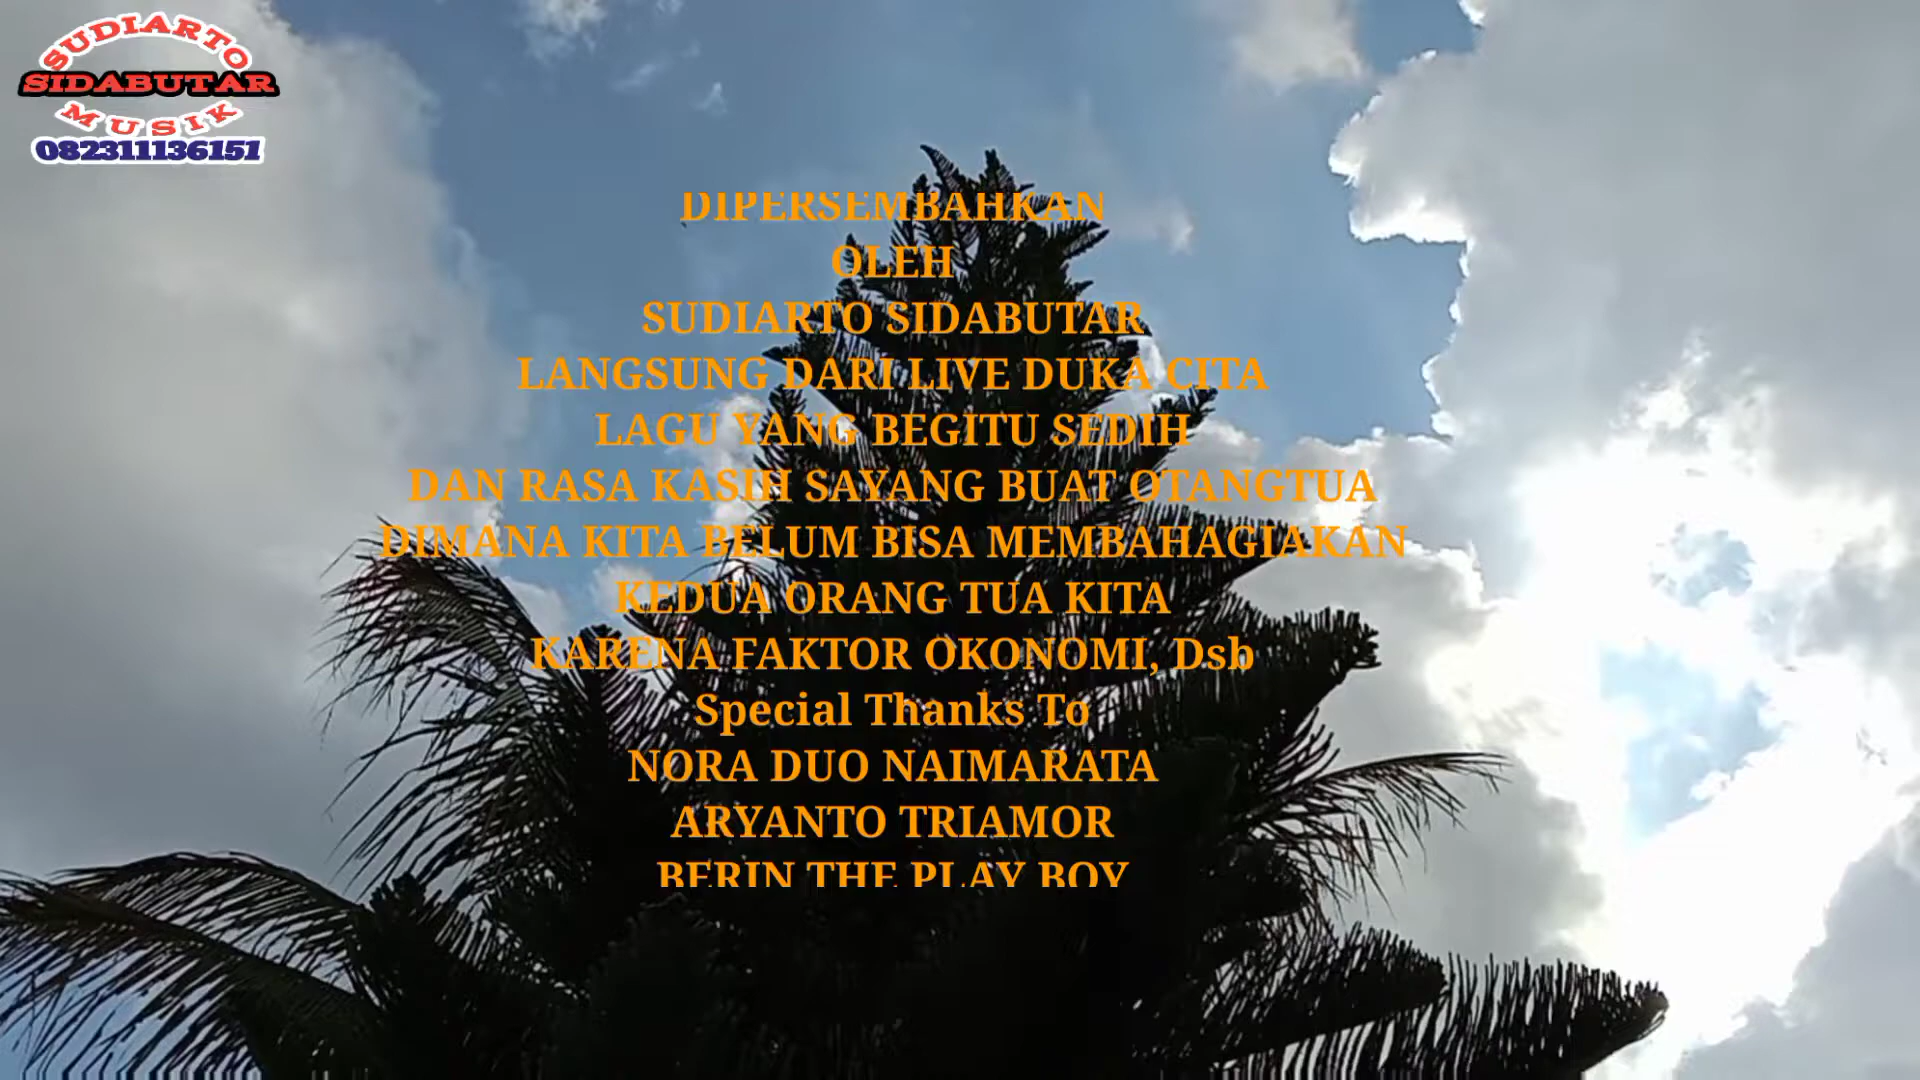 SUDIARTO
SIDABUTAR
MUSIK
082311136151
DIPERSEMBAHKAN
OLEH
SUDIARTO SIDABUTAR
LANGSUNG DARI LIVE DUKA CITA
LAGU YANG BEGITU SEDIH
DAN RASA KASIH SAYANG BUAT OTANGTUA
DIMANA KITA BELUM BISA MEMBAHAGIAKAN
KEDUA ORANG TUA KITA
KARENA FAKTOR OKONOMI, Dsb
Special Thanks To
NORA DUO NAIMARATA
ARYANTO TRIAMOR
BERIN THE PLAY BOY